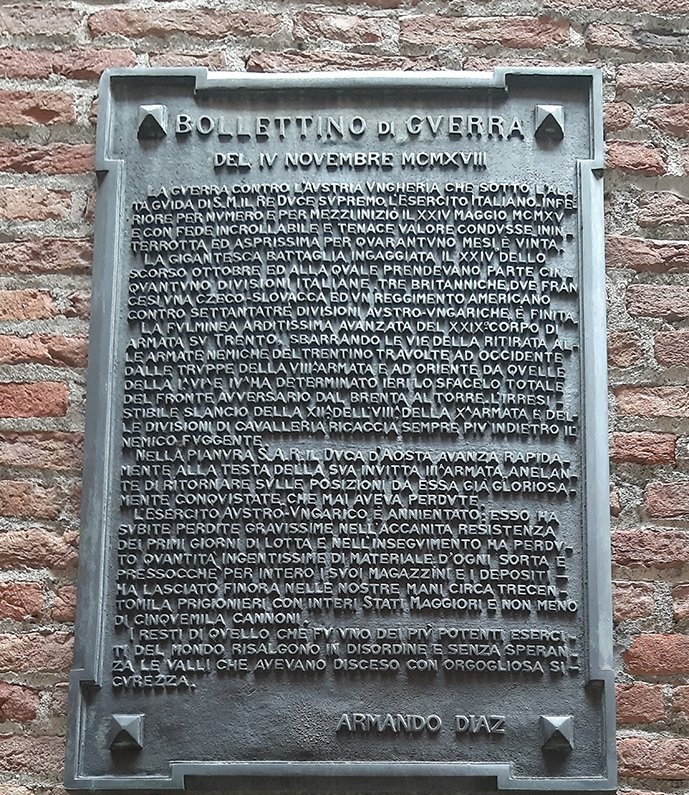 BOLLETTINO DI GVERRA
DEL IV NOVEMBRE MCMXVIII
LA GVERRA CONTRO L'AVSTRIA VNGHERIA CHE SOTTO L'AL-
TA GVIDA DI S.M. IL RE DVCE SVPREMO L'ESERCITO ITALIANO, INFE-
RIORE PER NVMERO E PER MEZZI INIZIÒ IL XXIV MAGGIO MCMXV
E CON FEDE INCROLLABILE E TENACE VALORE CONDVSSE, ININ-
TERROTTA ED ASPRISSIMA PER QVARANTVNO MESI, È VINTA.
LA GIGANTESCA BATTAGLIA INGAGGIATA IL XXIV DELLO
SCORSO OTTOBRE ED ALLA QVALE PRENDEVANO PARTE CIN-
QVANTVNO DIVISIONI ITALIANE, TRE BRITANNICHE, DVE FRAN-
CESI, VNA CZECO-SLOVACCA ED VN REGGIMENTO AMERICANO
CONTRO SETTANTATRE DIVISIONI AVSTRO-VNGARICHE, È FINITA.
LA FVLMINEA ARDITISSIMA AVANZATA DEL XXIX° CORPO DI
ARMATA SV TRENTO, SBARRANDO LE VIE DELLA RITIRATA AL-
LE ARMATE NEMICHE DEL TRENTINO TRAVOLTE AD OCCIDENTE
DALLE TRVPPE DELLA VIIIᴬ ARMATA E AD ORIENTE DA QVELLE
DELLA Iᴬ VIᴬ E IVᴬ HA DETERMINATO IERI LO SFACELO TOTALE
DEL FRONTE AVVERSARIO. DAL BRENTA AL TORRE L'IRRESI-
STIBILE SLANCIO DELLA XIIᴬ DELL'VIIIᴬ DELLA Xᴬ ARMATA E DEL-
LE DIVISIONI DI CAVALLERIA RICACCIA SEMPRE PIV INDIETRO IL
NEMICO FVGGENTE.
NELLA PIANVRA S.A.R. IL DVCA D'AOSTA AVANZA RAPIDA-
MENTE ALLA TESTA DELLA SVA INVITTA IIIᴬ ARMATA, ANELAN-
TE DI RITORNARE SVLLE POSIZIONI DA ESSA GIÀ GLORIOSA-
MENTE CONQVISTATE, CHE MAI AVEVA PERDVTE.
L'ESERCITO AVSTRO-VNGARICO È ANNIENTATO: ESSO HA
SVBITE PERDITE GRAVISSIME NELL'ACCANITA RESISTENZA
DEI PRIMI GIORNI DI LOTTA E NELL'INSEGVIMENTO, HA PERDV-
TO QVANTITÀ INGENTISSIME DI MATERIALE D'OGNI SORTA E
PRESSOCCHÈ PER INTERO I SVOI MAGAZZINI E I DEPOSITI
HA LASCIATO FINORA NELLE NOSTRE MANI CIRCA TRECEN-
TOMILA PRIGIONIERI CON INTERI STATI MAGGIORI E NON MENO
DI CINQVEMILA CANNONI.
I RESTI DI QVELLO CHE FV VNO DEI PIÙ POTENTI ESERCI-
TI DEL MONDO, RISALGONO IN DISORDINE E SENZA SPERAN-
ZA LE VALLI, CHE AVEVANO DISCESO CON ORGOGLIOSA SI-
CVREZZA.
ARMANDO DIAZ